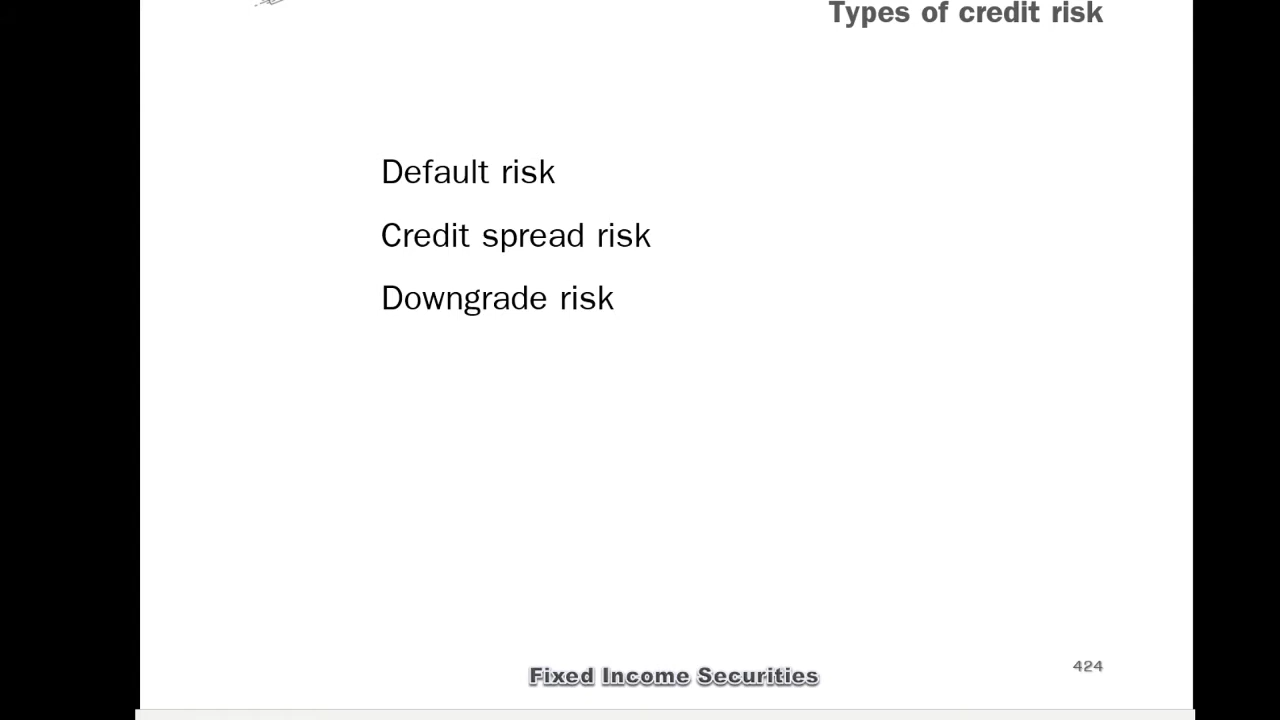 Types of credit risk
Default risk
Credit spread risk
Downgrade risk
Fixed Income Securities
424